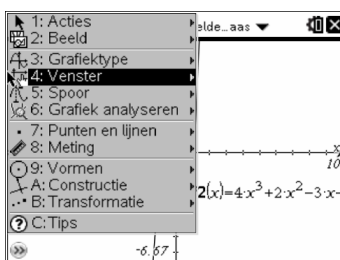 1: Acties
elde…aas
2: Beeld
3: Grafiektype
4: Venster
5: Spoor
6: Grafiek analyseren
7: Punten en lijnen
8: Meting
x
10
9: Vormen
A: Constructie
2(x)=4·x³+2·x²−3·x−
B: Transformatie
C: Tips
-6.67